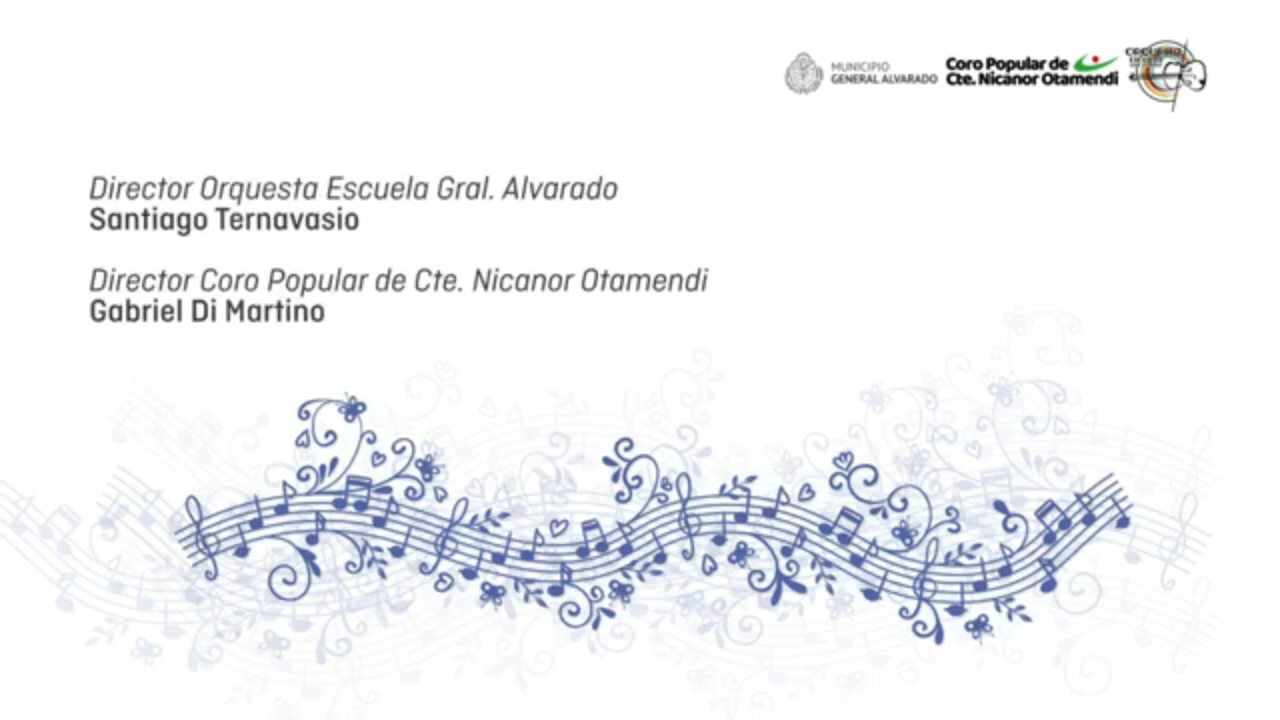 MUNICIPIO
GENERAL ALVARADO
Coro Popular de
Cte. Nicanor Otamendi
Director Orquesta Escuela Gral. Alvarado
Santiago Ternavasio
Director Coro Popular de Cte. Nicanor Otamendi
Gabriel Di Martino